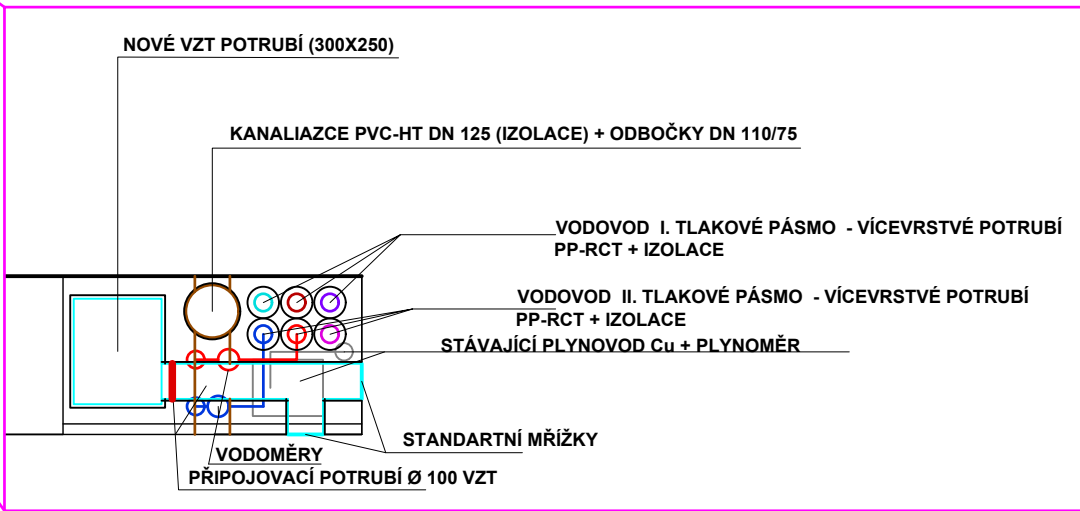 NOVÉ VZT POTRUBÍ (300X250)
KANALIAZCE PVC-HT DN 125 (IZOLACE) + ODBOČKY DN 110/75
VODOVOD  I. TLAKOVÉ PÁSMO  - VÍCEVRSTVÉ POTRUBÍ
PP-RCT + IZOLACE
VODOVOD  II. TLAKOVÉ PÁSMO  - VÍCEVRSTVÉ POTRUBÍ
PP-RCT + IZOLACE
STÁVAJÍCÍ PLYNOVOD Cu + PLYNOMĚR
STANDARTNÍ MŘÍŽKY
VODOMĚRY
PŘIPOJOVACÍ POTRUBÍ Ø 100 VZT